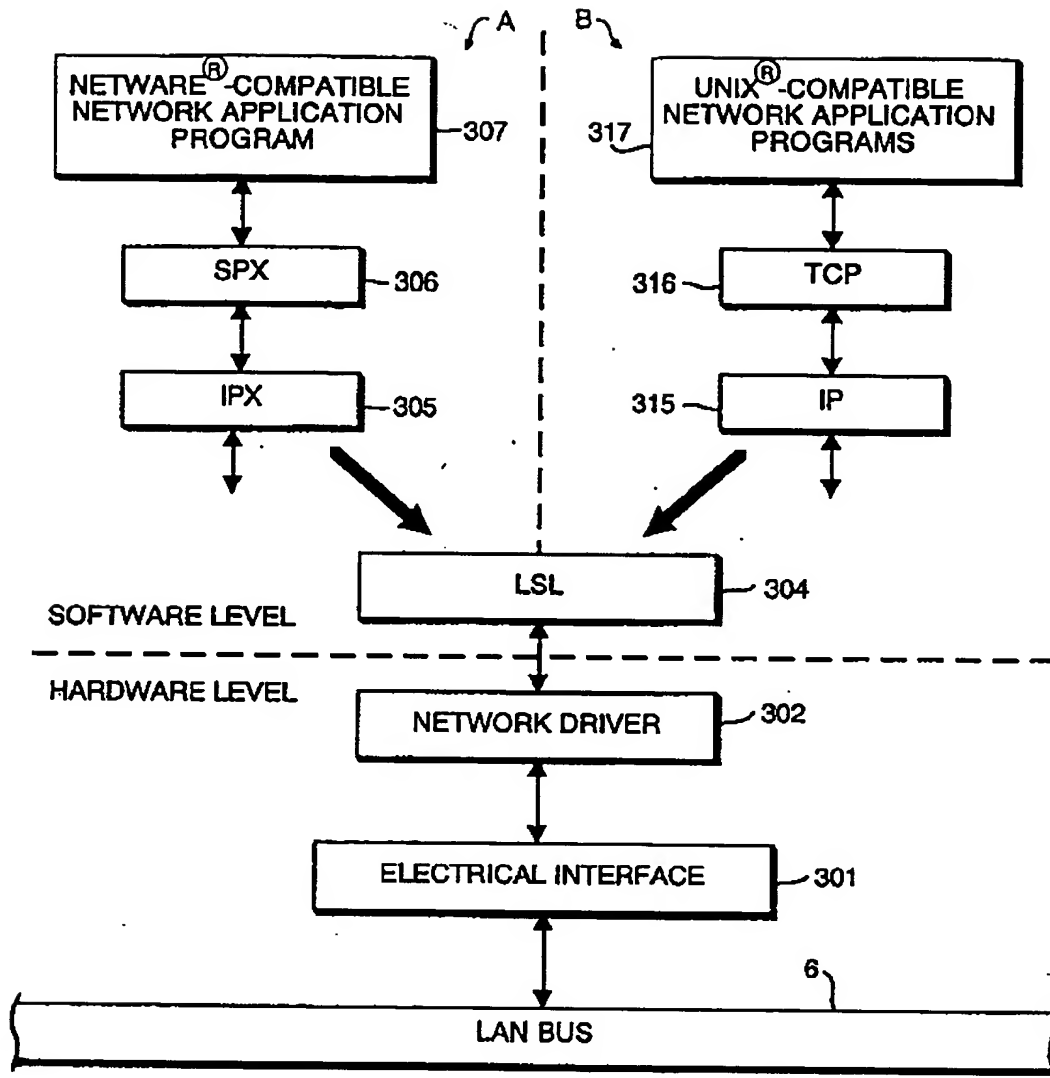 A
B
NETWARE®-COMPATIBLE
NETWORK APPLICATION
PROGRAM
307
UNIX®-COMPATIBLE
NETWORK APPLICATION
PROGRAMS
317
SPX
306
TCP
316
IPX
305
IP
315
LSL
304
SOFTWARE LEVEL
HARDWARE LEVEL
NETWORK DRIVER
302
ELECTRICAL INTERFACE
301
6
LAN BUS